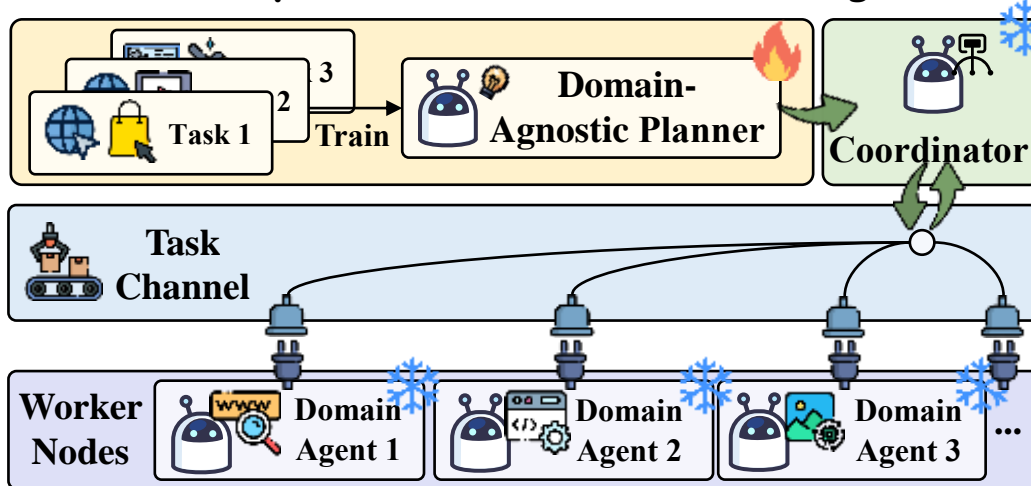 3
2
Task 1
Train
Domain-
Agnostic Planner
Coordinator
Task
Channel
Worker
Nodes
www
Domain
Agent 1
</>
Domain
Agent 2
Domain
Agent 3
...